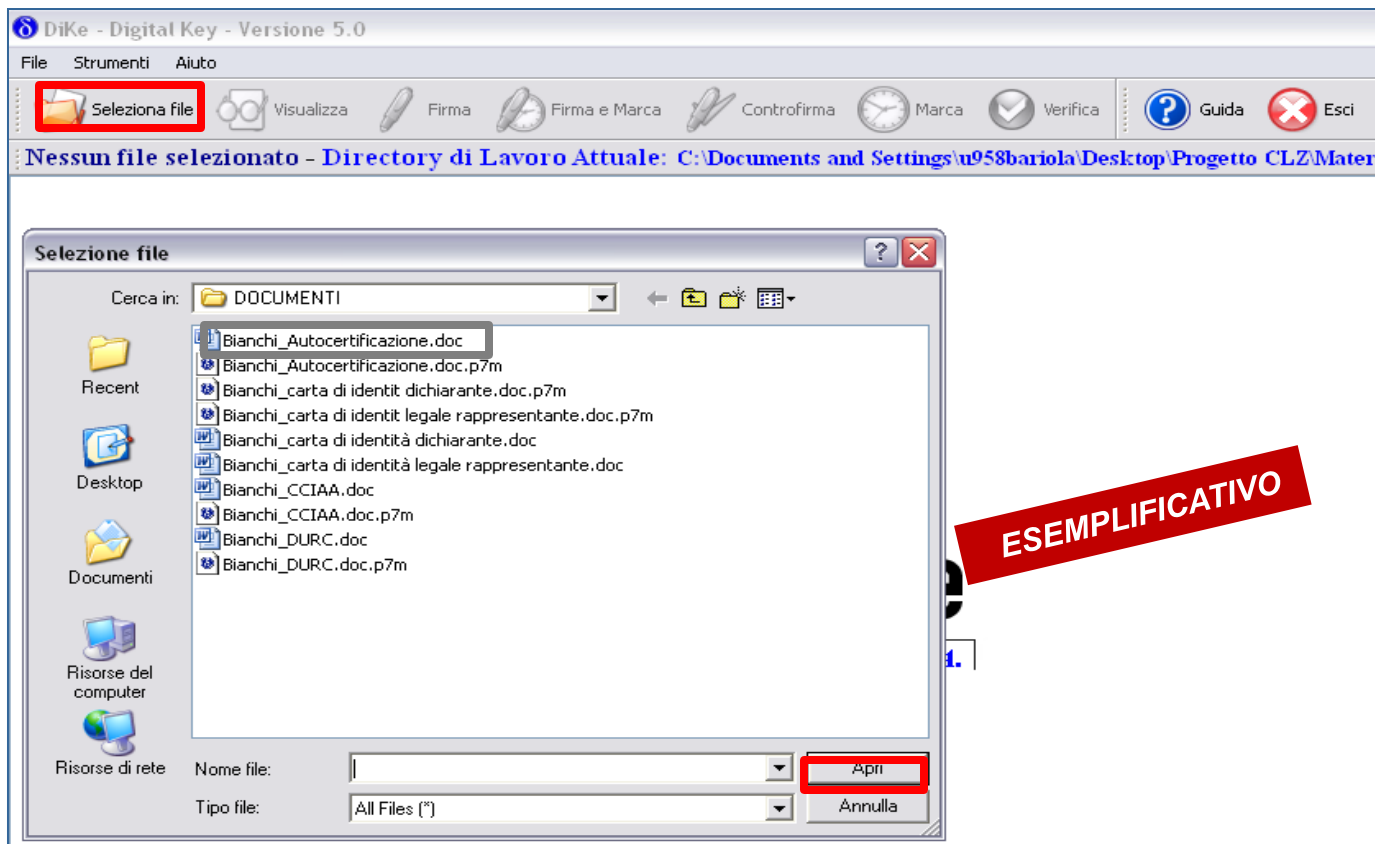 DiKe - Digital Key - Versione 5.0
File Strumenti Aiuto
Seleziona file Visualizza Firma Firma e Marca Controfirma Marca Verifica Guida Esci
Nessun file selezionato - Directory di Lavoro Attuale: C:\Documents and Settings\u958bariola\Desktop\Progetto CLZ\Mater
Selezione file
Cerca in: DOCUMENTI
Bianchi_Autocertificazione.doc
Bianchi_Autocertificazione.doc.p7m
Bianchi_carta di identit dichiarante.doc.p7m
Bianchi_carta di identit legale rappresentante.doc.p7m
Bianchi_carta di identità dichiarante.doc
Bianchi_carta di identità legale rappresentante.doc
Bianchi_CCIAA.doc
Bianchi_CCIAA.doc.p7m
Bianchi_DURC.doc
Bianchi_DURC.doc.p7m
Recent
Desktop
Documenti
Risorse del
computer
Risorse di rete
ESEMPLIFICATIVO
Nome file: Apri
Tipo file: All Files (*) Annulla